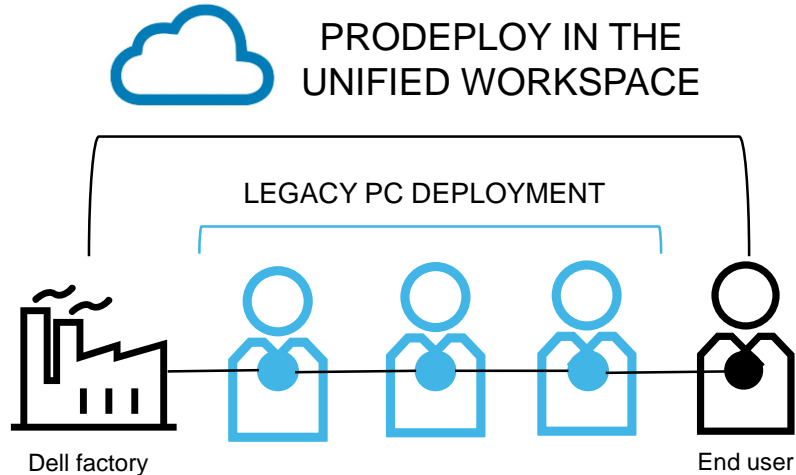 PRODEPLOY IN THE
UNIFIED WORKSPACE
LEGACY PC DEPLOYMENT
Dell factory
End user